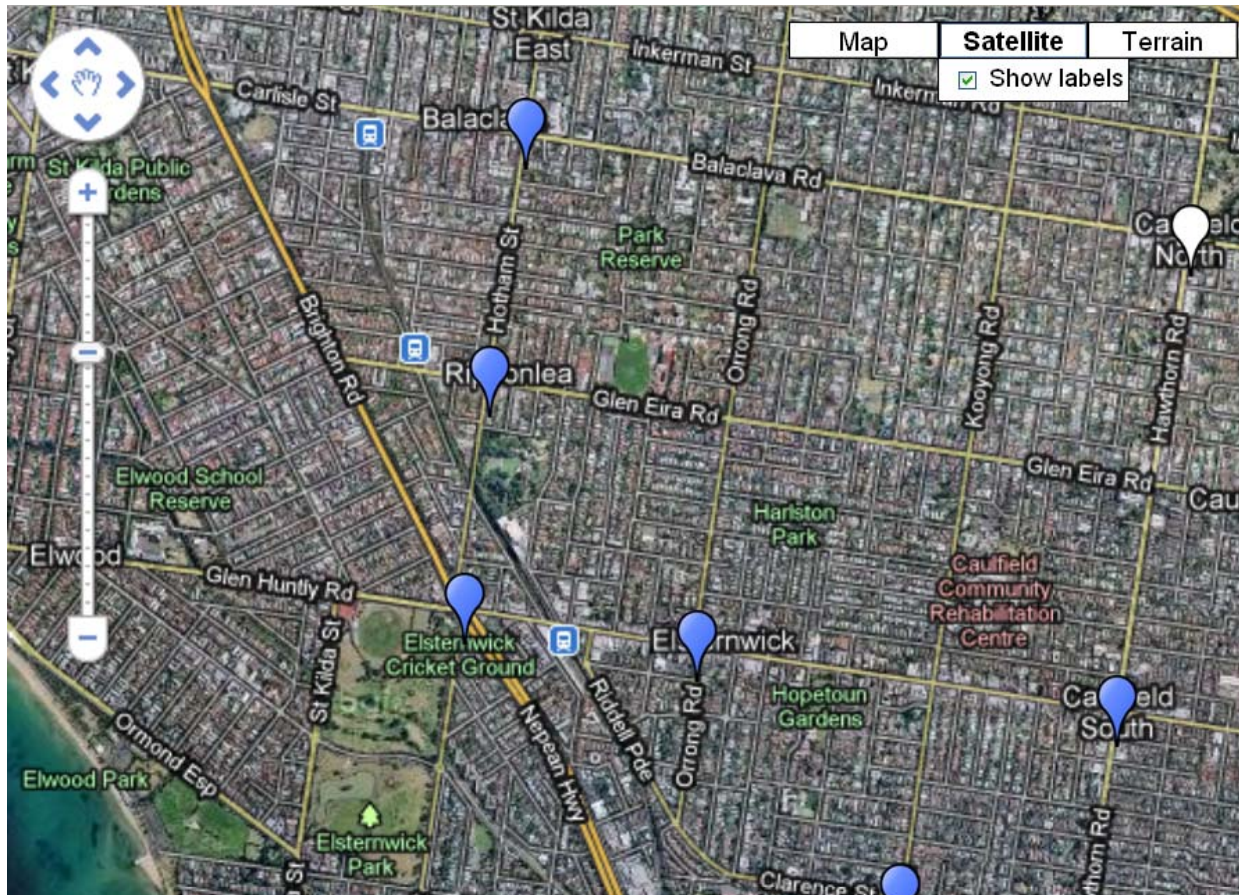 St Kilda
East
Inkerman St
Map
Satellite
Terrain
Show labels
Carlisle St
Inkerman Rd
St Kilda Public
Balaclava Rd
Park
Reserve
Hotham St
Brighton Rd
Orrong Rd
Kooyong Rd
North
Hawthorn Rd
Glen Eira Rd
Glen Eira Rd
Elwood School
Reserve
Harlston
Park
Elwood
Glen Huntly Rd
Caulfield
Community
Rehabilitation
Centre
St Kilda St
Elsternwick
Cricket Ground
Hopetoun
Gardens
South
Riddell Pde
Orrong Rd
Nepean Hwy
Ormond Esp
Elwood Park
Elsternwick
Park
Clarence St